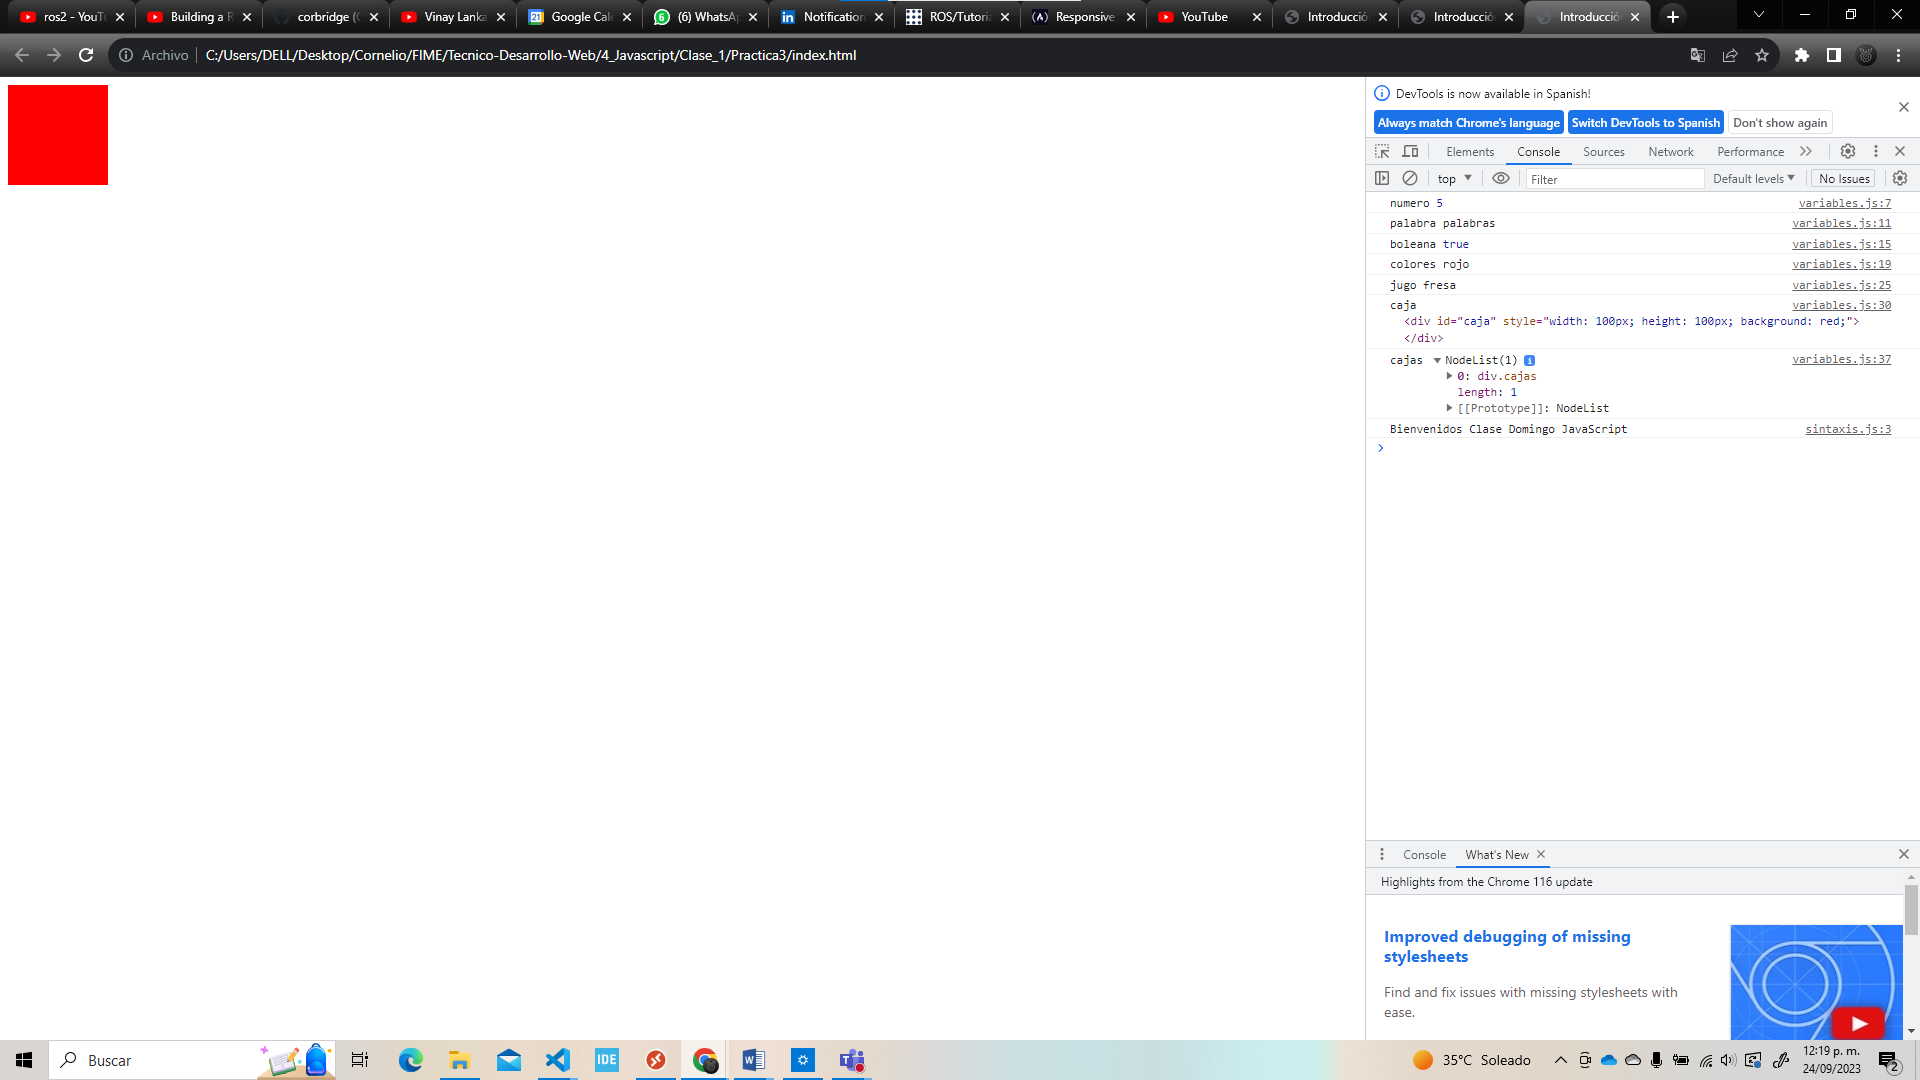 ros2 - YouTu
Building a R
corbridge (C
Vinay Lanka
Google Cale
(6) WhatsAp
Notification
ROS/Tutoria
Responsive
YouTube
Introducció
Introducció
Introducció
Archivo C:/Users/DELL/Desktop/Cornelio/FIME/Tecnico-Desarrollo-Web/4_Javascript/Clase_1/Practica3/index.html
DevTools is now available in Spanish!
Always match Chrome's language Switch DevTools to Spanish Don't show again
Elements Console Sources Network Performance
top Filter Default levels No Issues
numero 5 variables.js:7
palabra palabras variables.js:11
boleana true variables.js:15
colores rojo variables.js:19
jugo fresa variables.js:25
caja variables.js:30
<div id="caja" style="width: 100px; height: 100px; background: red;">
</div>
cajas NodeList(1) variables.js:37
0: div.cajas
length: 1
[[Prototype]]: NodeList
Bienvenidos Clase Domingo JavaScript sintaxis.js:3
Console What's New
Highlights from the Chrome 116 update
Improved debugging of missing
stylesheets
Find and fix issues with missing stylesheets with
ease.
Buscar
IDE
35°C Soleado
12:19 p. m.
24/09/2023
2